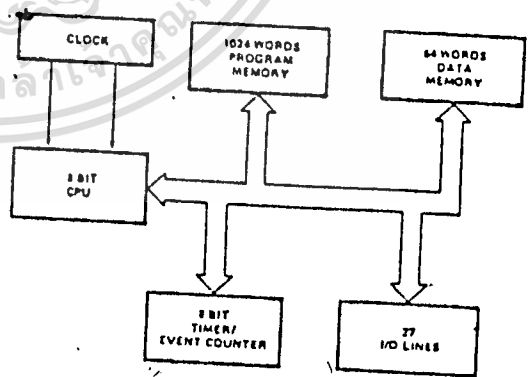 CLOCK
1024 WORDS
PROGRAM
MEMORY
64 WORDS
DATA
MEMORY
8 BIT
CPU
8 BIT
TIMER/
EVENT COUNTER
27
I/O LINES